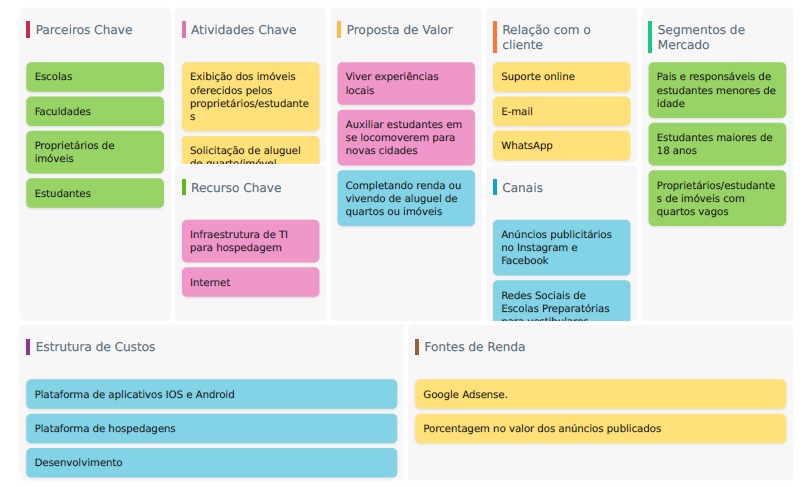 Parceiros Chave
Escolas
Faculdades
Proprietários de
imóveis
Estudantes
Atividades Chave
Exibição dos imóveis
oferecidos pelos
proprietários/estudante
s
Solicitação de aluguel
de quarto/imóvel
Recurso Chave
Infraestrutura de TI
para hospedagem
Internet
Proposta de Valor
Viver experiências
locais
Auxiliar estudantes em
se locomoverem para
novas cidades
Completando renda ou
vivendo de aluguel de
quartos ou imóveis
Relação com o
cliente
Suporte online
E-mail
WhatsApp
Canais
Anúncios publicitários
no Instagram e
Facebook
Redes Sociais de
Escolas Preparatórias
para vestibulares
Segmentos de
Mercado
Pais e responsáveis de
estudantes menores de
idade
Estudantes maiores de
18 anos
Proprietários/estudante
s de imóveis com
quartos vagos
Estrutura de Custos
Plataforma de aplicativos IOS e Android
Plataforma de hospedagens
Desenvolvimento
Fontes de Renda
Google Adsense.
Porcentagem no valor dos anúncios publicados